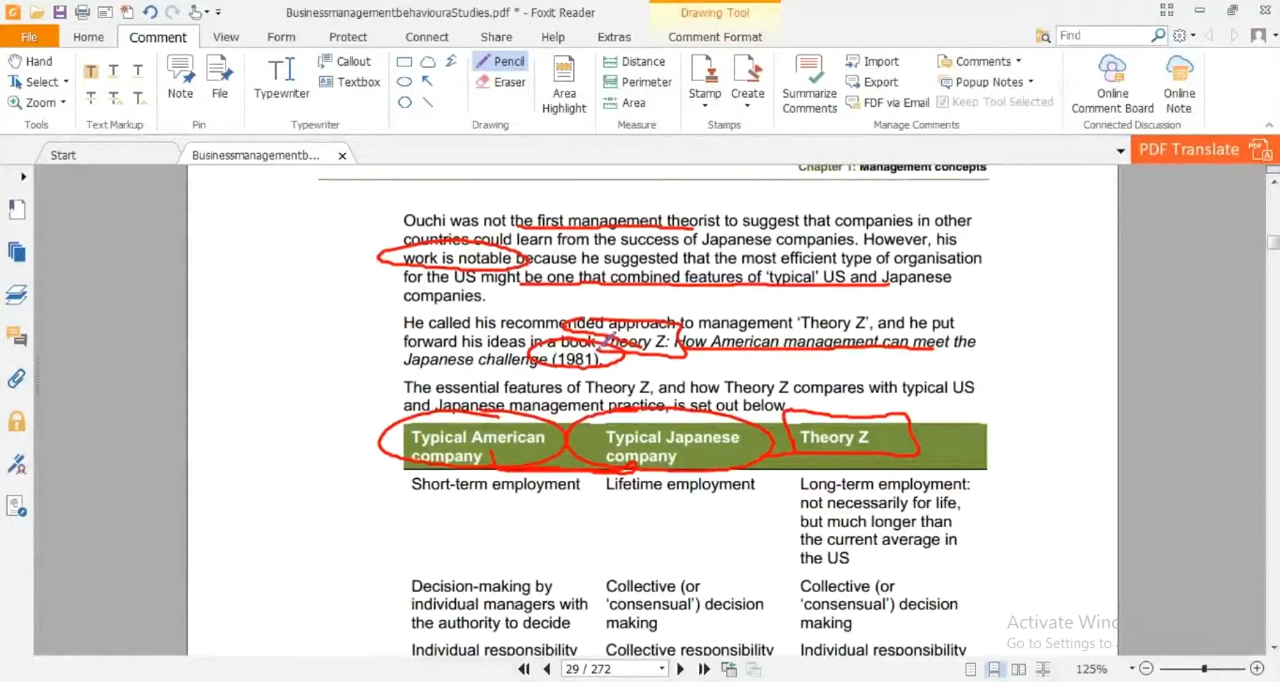 BusinessmanagementbehaviouraStudies.pdf * - Foxit Reader
Drawing Tool
File Home Comment View Form Protect Connect Share Help Extras Comment Format
Find
Hand
Select
Zoom
Tools
Text Markup
Note
File
Pin
Typewriter
Callout
Textbox
Typewriter
Pencil
Eraser
Drawing
Area
Highlight
Distance
Perimeter
Area
Measure
Stamp
Create
Stamps
Summarize
Comments
Import
Export
FDF via Email
Comments
Popup Notes
Keep Tool Selected
Manage Comments
Online
Comment Board
Online
Note
Connected Discussion
Start
Businessmanagementb...
PDF Translate
Chapter 1: Management concepts
Ouchi was not the first management theorist to suggest that companies in other
countries could learn from the success of Japanese companies. However, his
work is notable because he suggested that the most efficient type of organisation
for the US might be one that combined features of ‘typical’ US and Japanese
companies.
He called his recommended approach to management ‘Theory Z’, and he put
forward his ideas in a book Theory Z: How American management can meet the
Japanese challenge (1981).
The essential features of Theory Z, and how Theory Z compares with typical US
and Japanese management practice, is set out below
Typical American
company
Typical Japanese
company
Theory Z
Short-term employment
Lifetime employment
Long-term employment:
not necessarily for life,
but much longer than
the current average in
the US
Decision-making by
individual managers with
the authority to decide
Collective (or
‘consensual’) decision
making
Collective (or
‘consensual’) decision
making
Individual responsibility
Collective responsibility
Individual responsibility
Activate Winc
Go to Settings to
29 / 272
125%